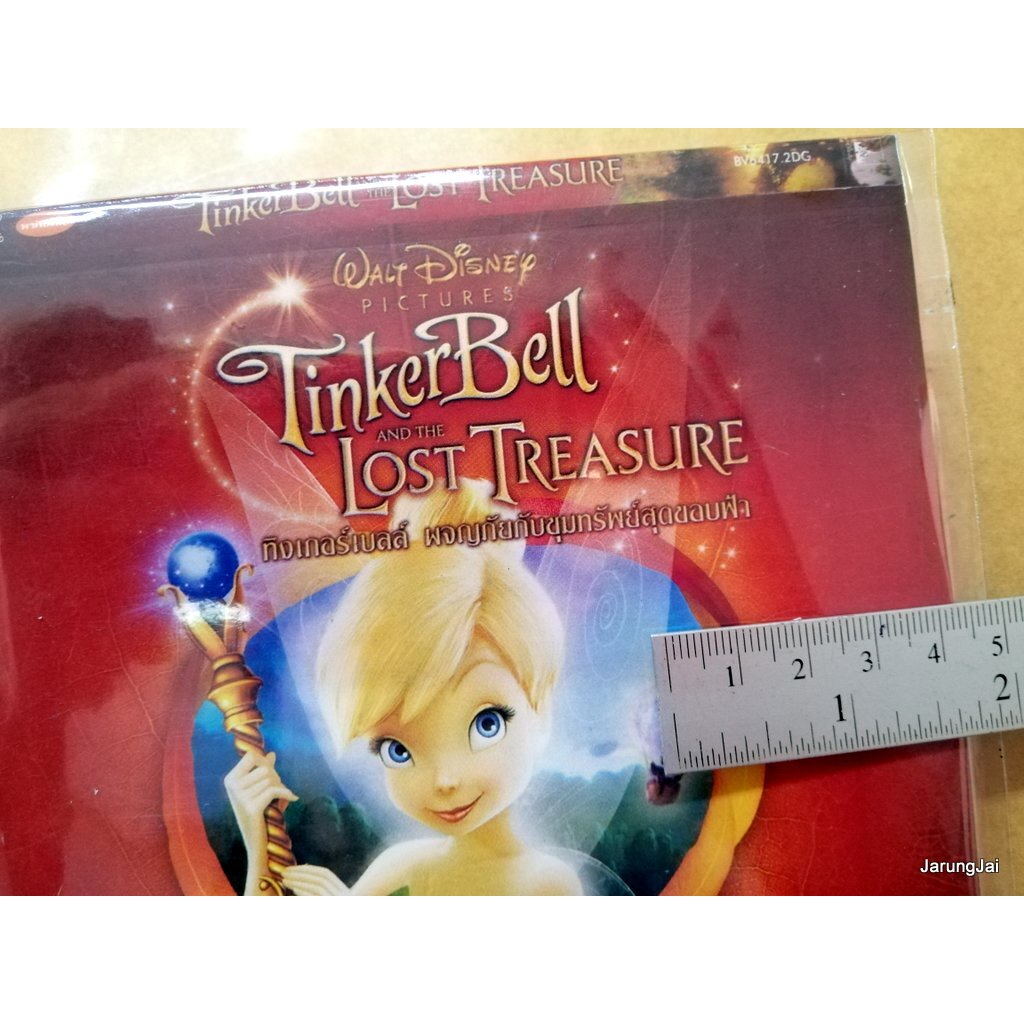 BV6417.2DG
TinkerBell AND THE LOST TREASURE
WALT DISNEY
PICTURES
TinkerBell
AND THE
LOST TREASURE
ทิงเกอร์เบลล์ ผจญภัยกับขุมทรัพย์สุดขอบฟ้า
1 2 3 4 5
1 2
JarungJai